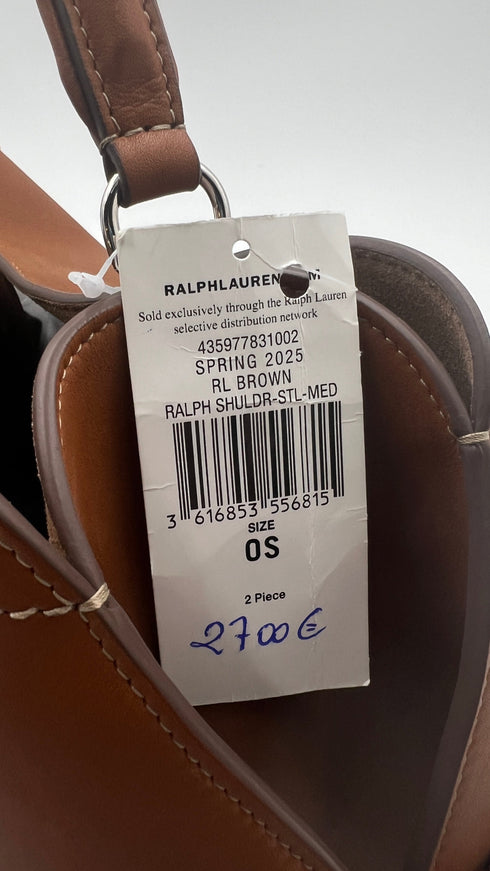 RALPHLAUREN M
Sold exclusively through the Ralph Lauren
selective distribution network
435977831002
SPRING 2025
RL BROWN
RALPH SHULDR-STL-MED
3 616853 556815
SIZE
OS
2 Piece
2700€